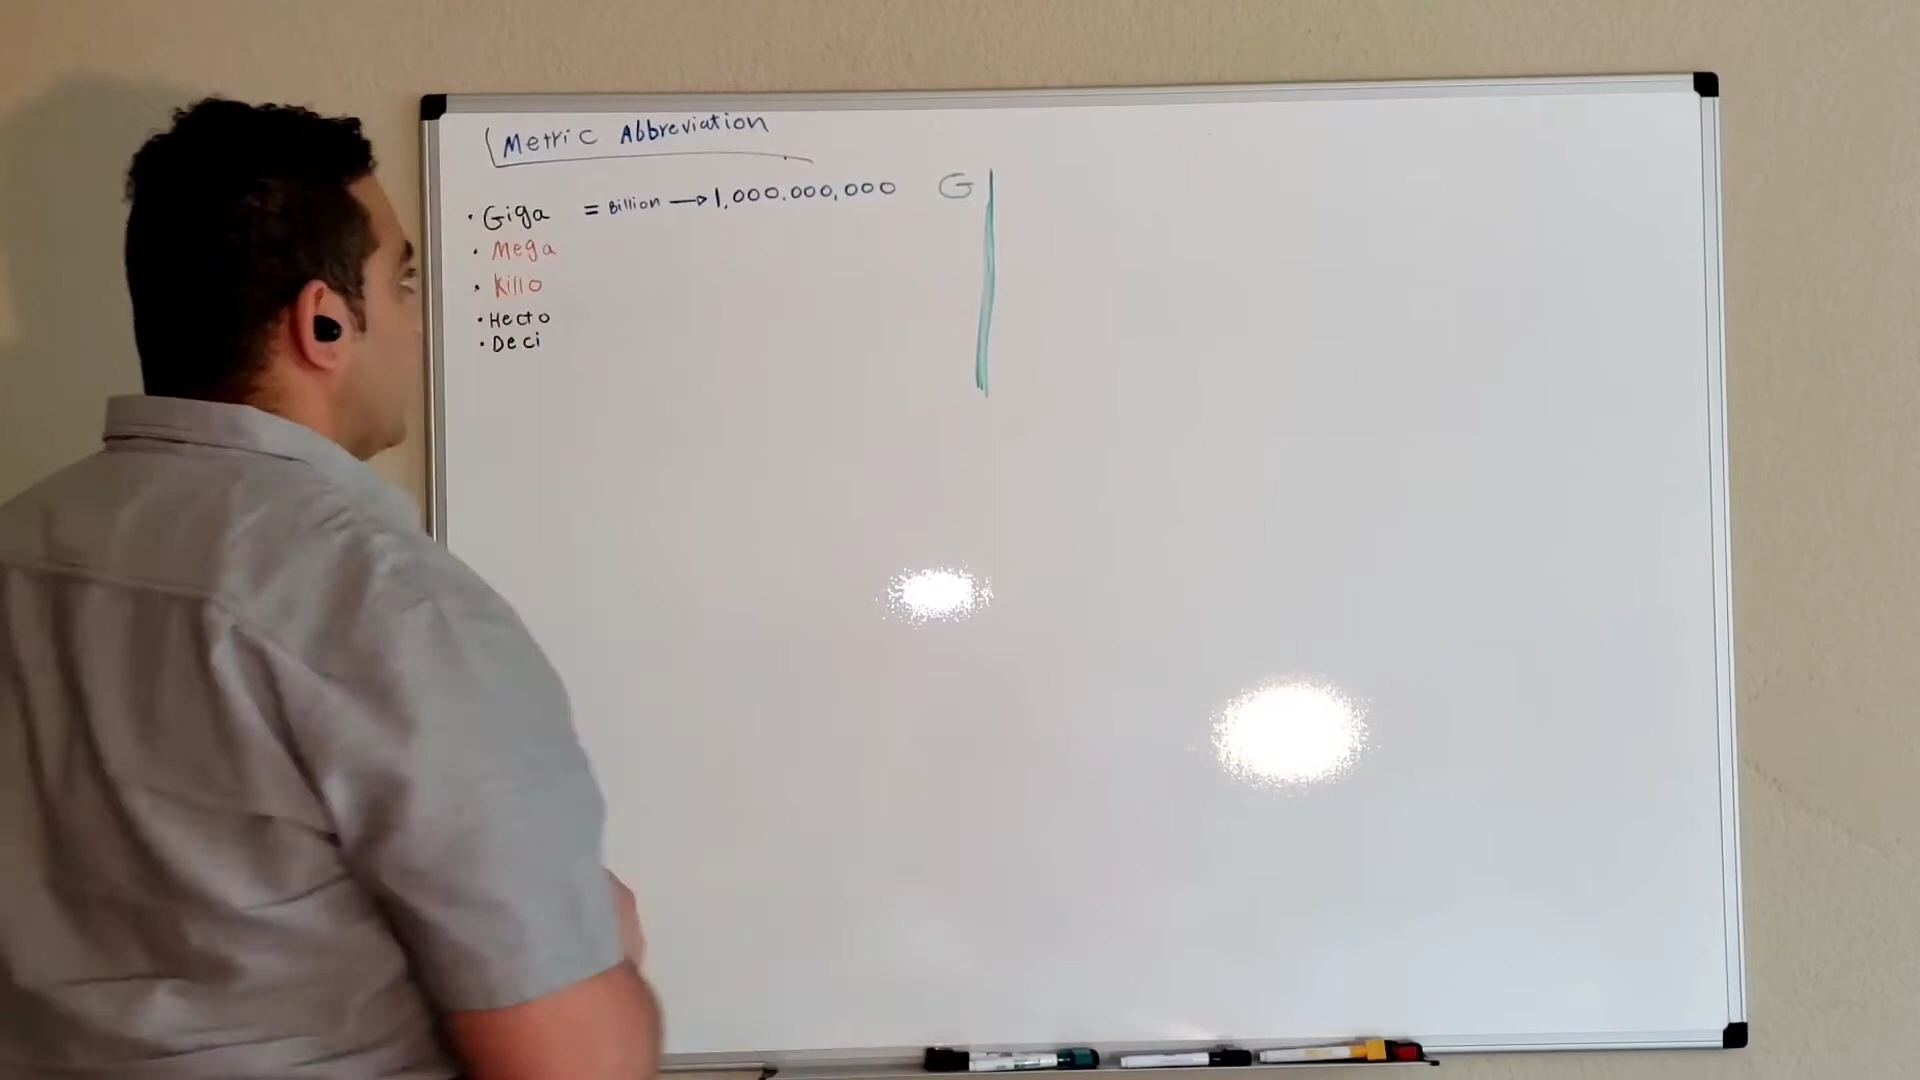 Metric Abbreviation
· Giga = Billion → 1,000,000,000 G
· Mega
· Killo
· Hecto
· Deci